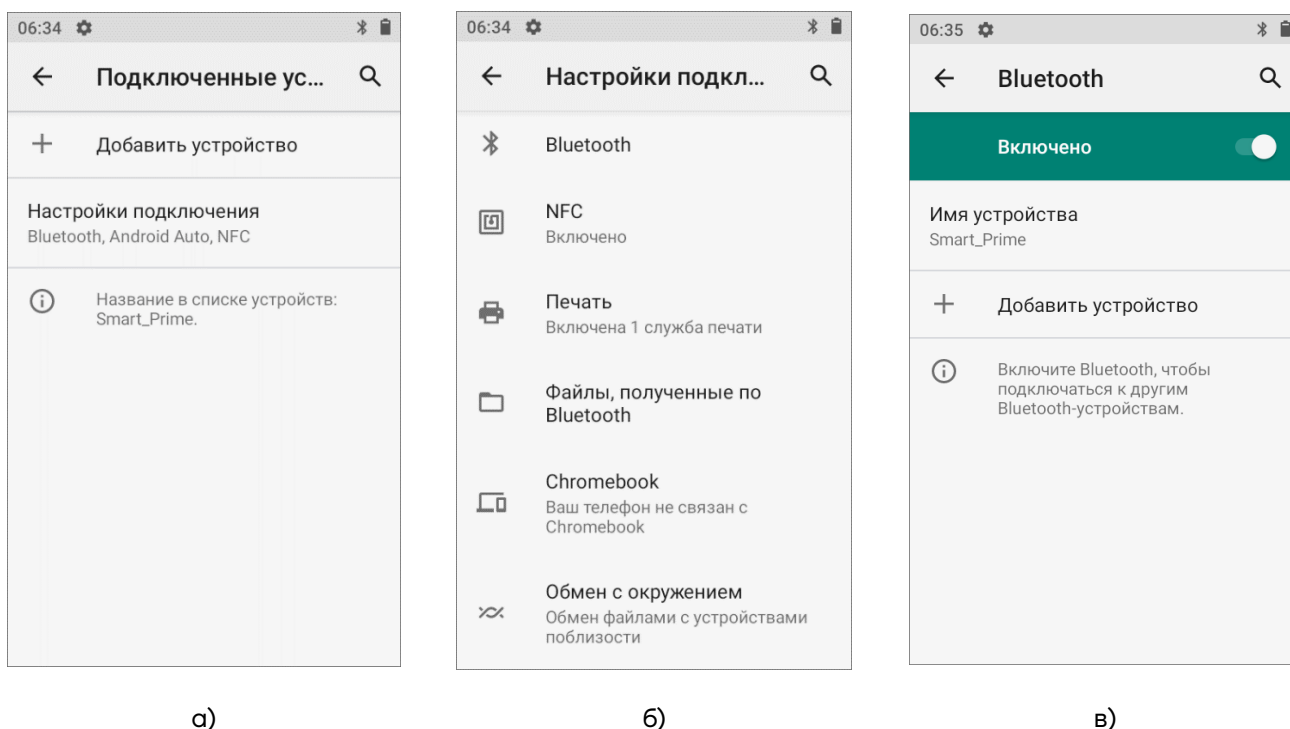 06:34
Подключенные ус...
Добавить устройство
Настройки подключения
Bluetooth, Android Auto, NFC
Название в списке устройств:
Smart_Prime.
а)
06:34
Настройки подкл...
Bluetooth
NFC
Включено
Печать
Включена 1 служба печати
Файлы, полученные по
Bluetooth
Chromebook
Ваш телефон не связан с
Chromebook
Обмен с окружением
Обмен файлами с устройствами
поблизости
б)
06:35
Bluetooth
Включено
Имя устройства
Smart_Prime
Добавить устройство
Включите Bluetooth, чтобы
подключаться к другим
Bluetooth-устройствам.
в)